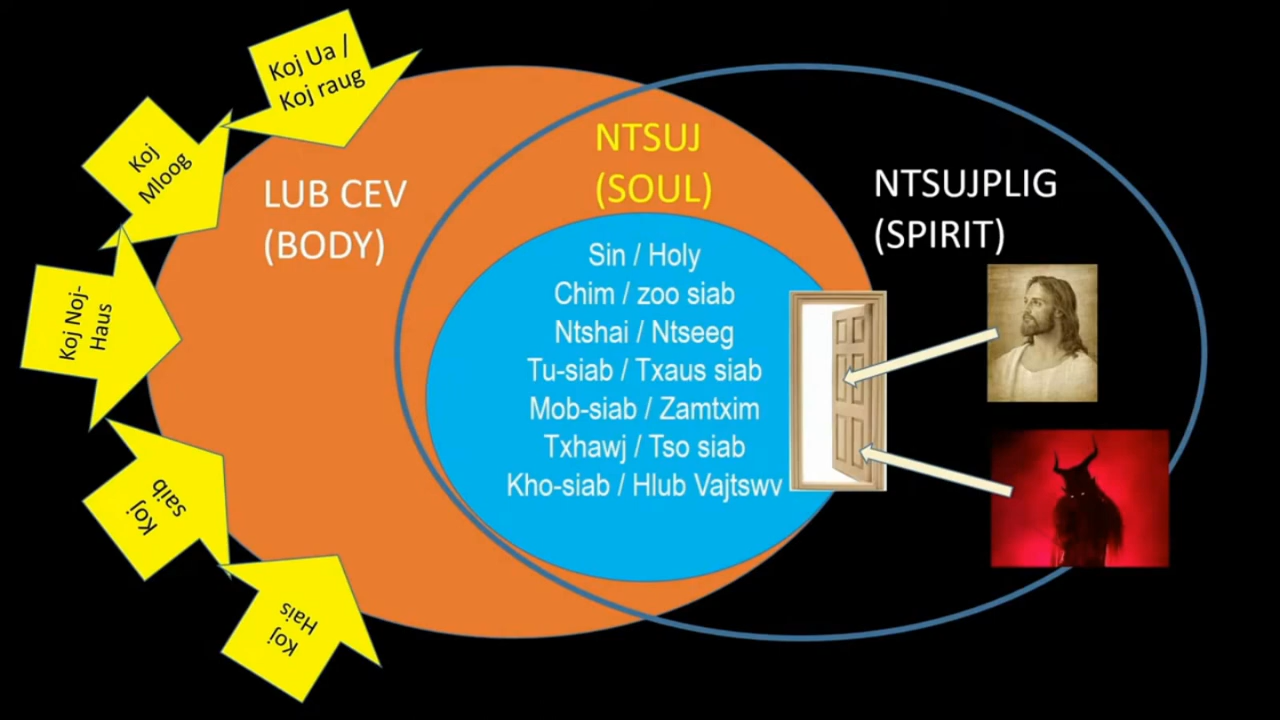 Koj Ua /
Koj raug
Koj
Mloog
Koj Noj-
Haus
Koj
saib
Koj
Hais
LUB CEV
(BODY)
NTSUJ
(SOUL)
Sin / Holy
Chim / zoo siab
Ntshai / Ntseeg
Tu-siab / Txaus siab
Mob-siab / Zamtxim
Txhawj / Tso siab
Kho-siab / Hlub Vajtswv
NTSUJPLIG
(SPIRIT)